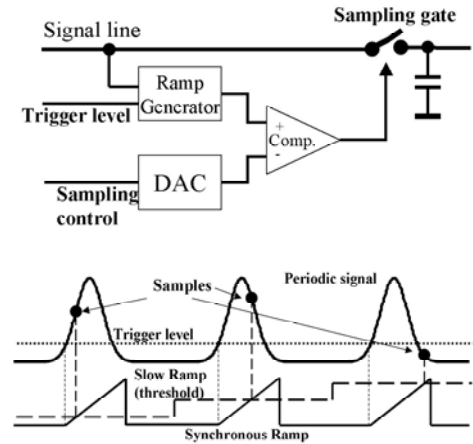 Sampling gate
Signal line
Ramp
Generator
Trigger level
+
Comp.
-
DAC
Sampling
control
Periodic signal
Samples
Trigger level
Slow Ramp
(threshold)
Synchronous Ramp